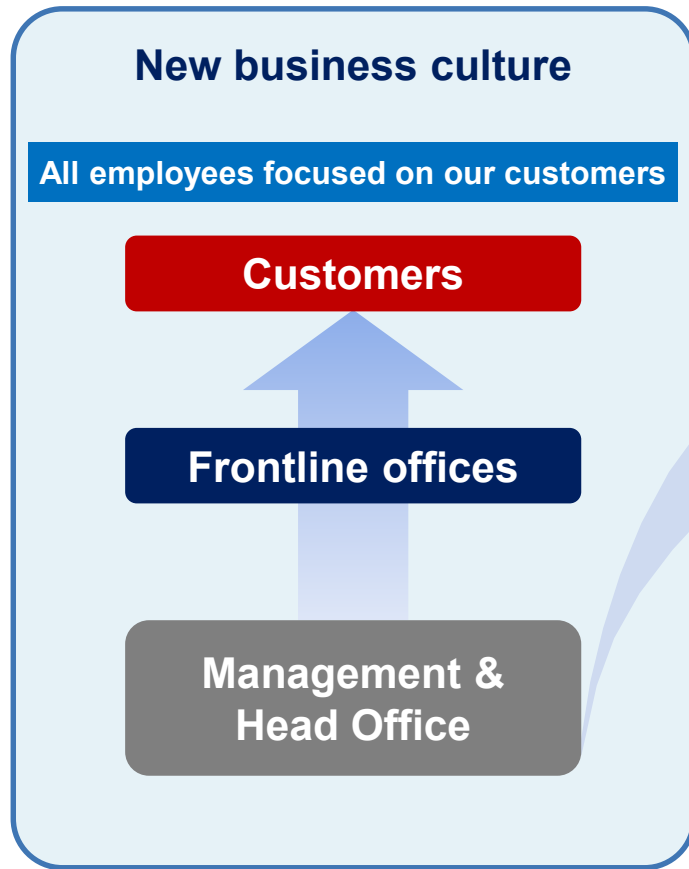 New business culture
All employees focused on our customers
Customers
Frontline offices
Management &
Head Office